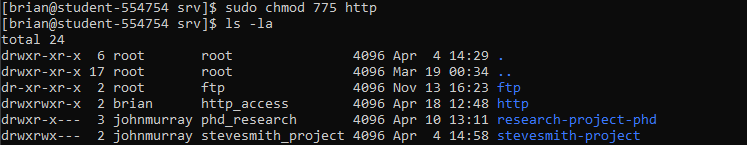 [brian@student-554754 srv]$ sudo chmod 775 http
[brian@student-554754 srv]$ ls -la
total 24
drwxr-xr-x  6 root       root               4096 Apr  4 14:29 .
drwxr-xr-x 17 root       root               4096 Mar 19 00:34 ..
dr-xr-xr-x  2 root       ftp                4096 Nov 13 16:23 ftp
drwxrwxr-x  2 brian      http_access        4096 Apr 18 12:48 http
drwxr-x---  3 johnmurray phd_research       4096 Apr 10 13:11 research-project-phd
drwxrwx---  2 johnmurray stevesmith_project 4096 Apr  4 14:58 stevesmith-project